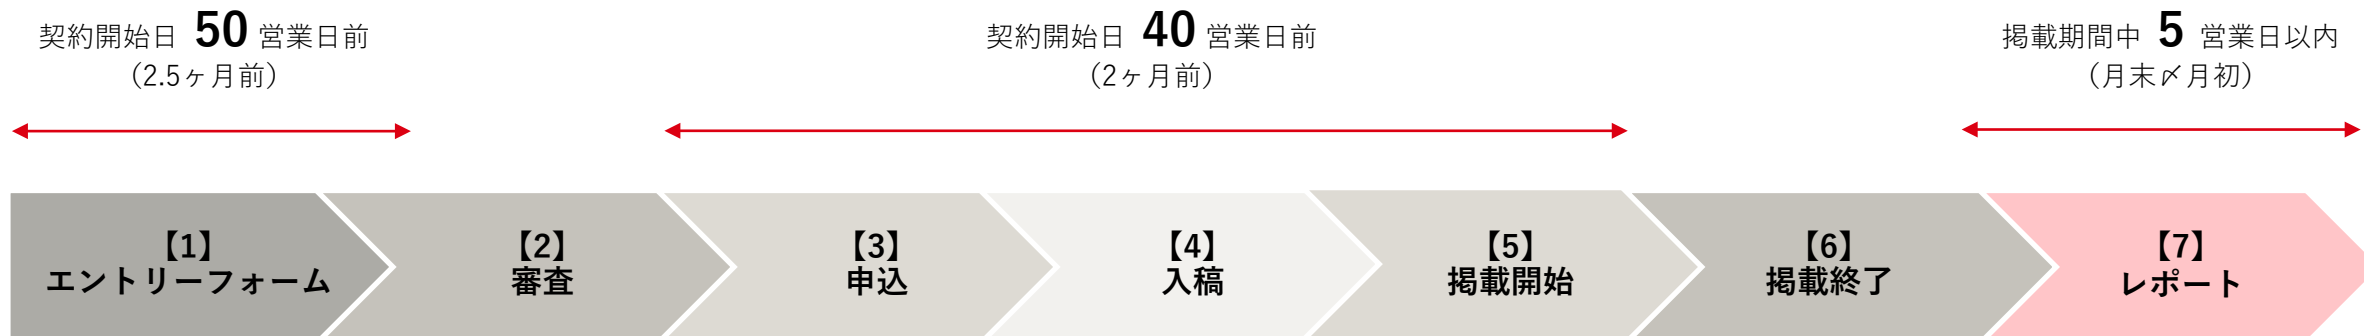 契約開始日 50 営業日前
（2.5ヶ月前）
契約開始日 40 営業日前
（2ヶ月前）
掲載期間中 5 営業日以内
（月末〆月初）
【1】
エントリーフォーム
【2】
審査
【3】
申込
【4】
入稿
【5】
掲載開始
【6】
掲載終了
【7】
レポート